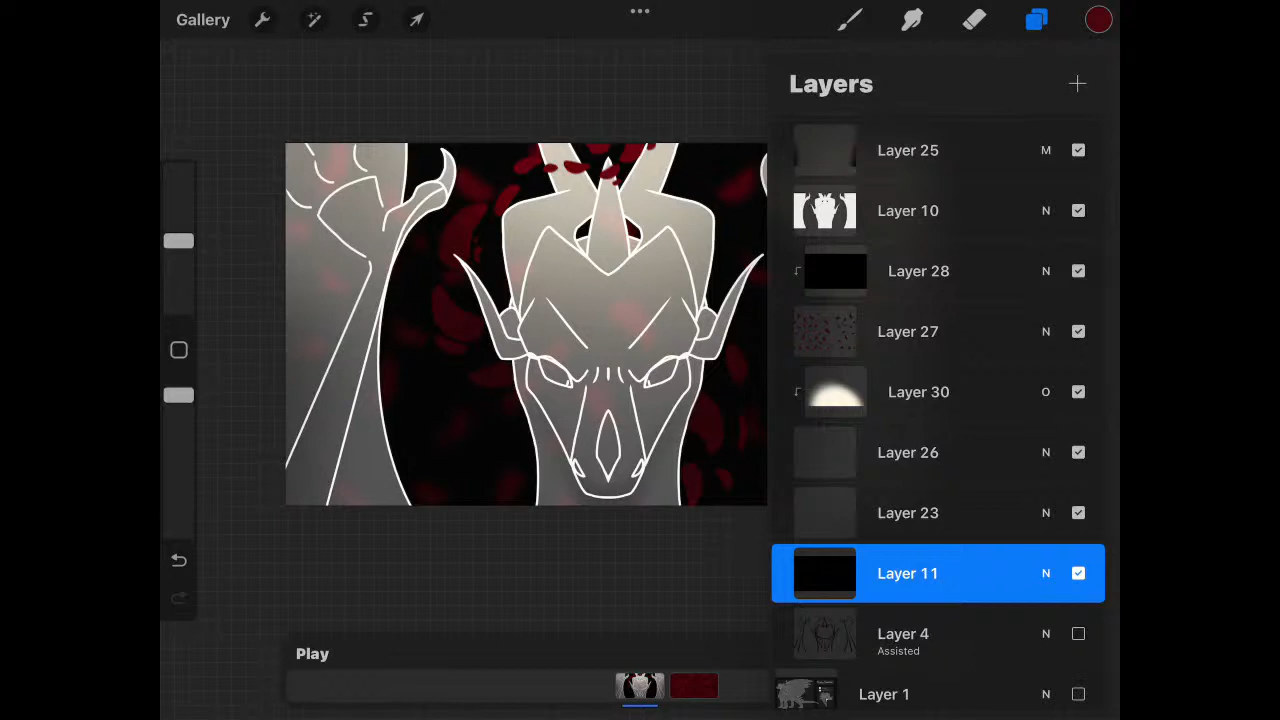 Gallery
Layers
Layer 25 M
Layer 10 N
Layer 28 N
Layer 27 N
Layer 30 O
Layer 26 N
Layer 23 N
Layer 11 N
Layer 4 N
Assisted
Layer 1 N
Play